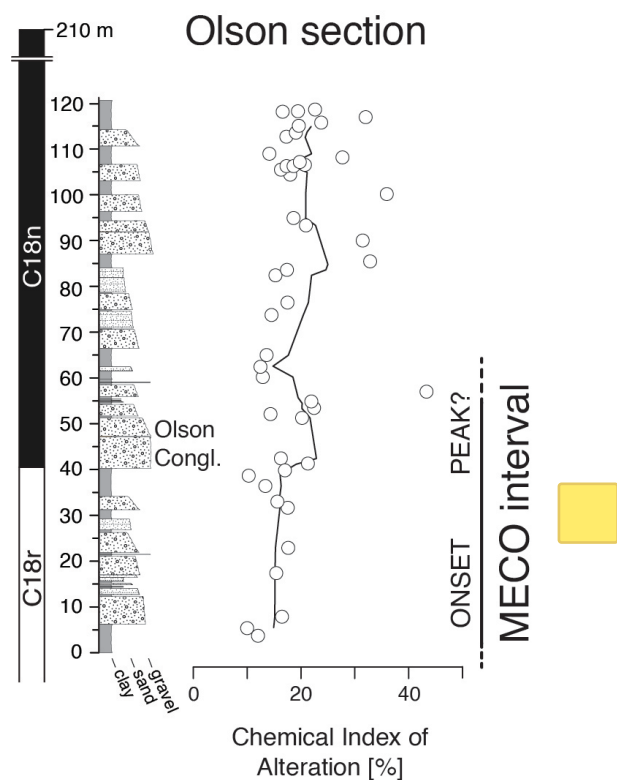 Olson section
210 m
120
110
100
90
80
70
60
50
40
30
20
10
0
C18n
C18r
Olson
Congl.
clay
sand
gravel
0
20
40
Chemical Index of
Alteration [%]
PEAK?
ONSET
MECO interval